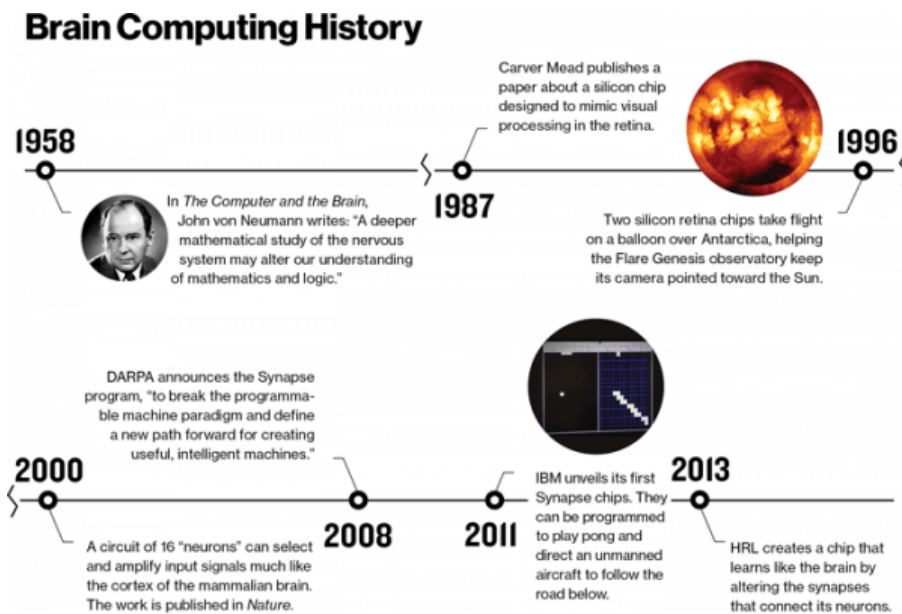 Brain Computing History
1958
In The Computer and the Brain,
John von Neumann writes: “A deeper
mathematical study of the nervous
system may alter our understanding
of mathematics and logic.”
Carver Mead publishes a
paper about a silicon chip
designed to mimic visual
processing in the retina.
1987
1996
Two silicon retina chips take flight
on a balloon over Antarctica, helping
the Flare Genesis observatory keep
its camera pointed toward the Sun.
2000
A circuit of 16 “neurons” can select
and amplify input signals much like
the cortex of the mammalian brain.
The work is published in Nature.
DARPA announces the Synapse
program, “to break the programma-
ble machine paradigm and define
a new path forward for creating
useful, intelligent machines.”
2008
2011
IBM unveils its first
Synapse chips. They
can be programmed
to play pong and
direct an unmanned
aircraft to follow the
road below.
2013
HRL creates a chip that
learns like the brain by
altering the synapses
that connect its neurons.